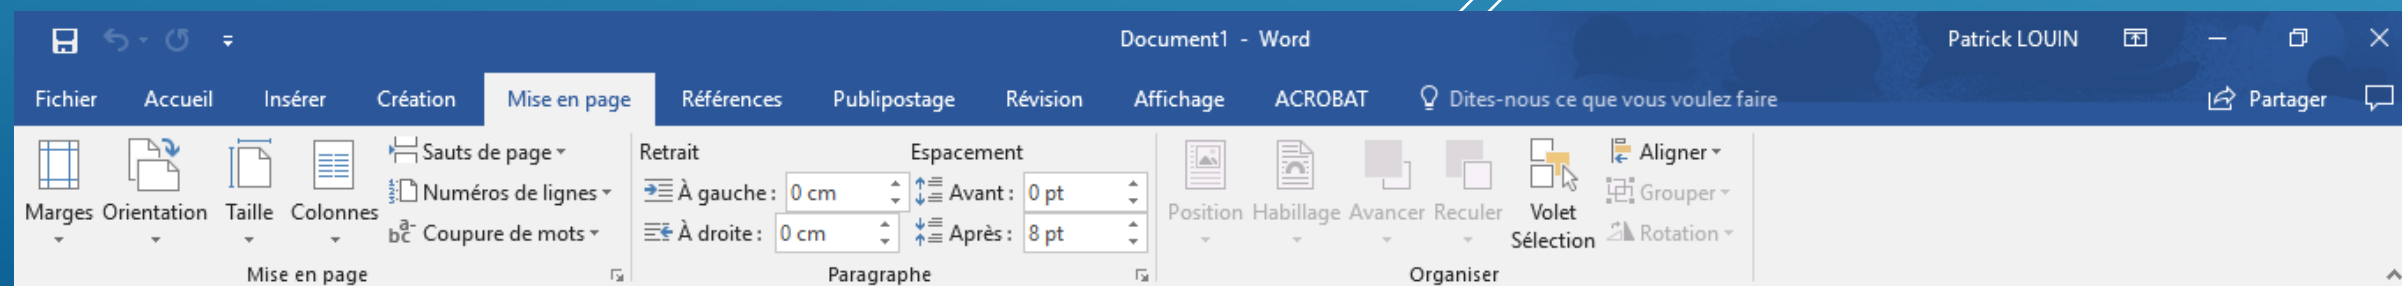 Document1 - Word
Patrick LOUIN
Fichier Accueil Insérer Création Mise en page Références Publipostage Révision Affichage ACROBAT Dites-nous ce que vous voulez faire Partager
Sauts de page Retrait Espacement Aligner
Numéros de lignes À gauche : 0 cm Avant : 0 pt Grouper
Marges Orientation Taille Colonnes Position Habillage Avancer Reculer Volet Sélection
Coupure de mots À droite : 0 cm Après : 8 pt Rotation
Mise en page Paragraphe Organiser